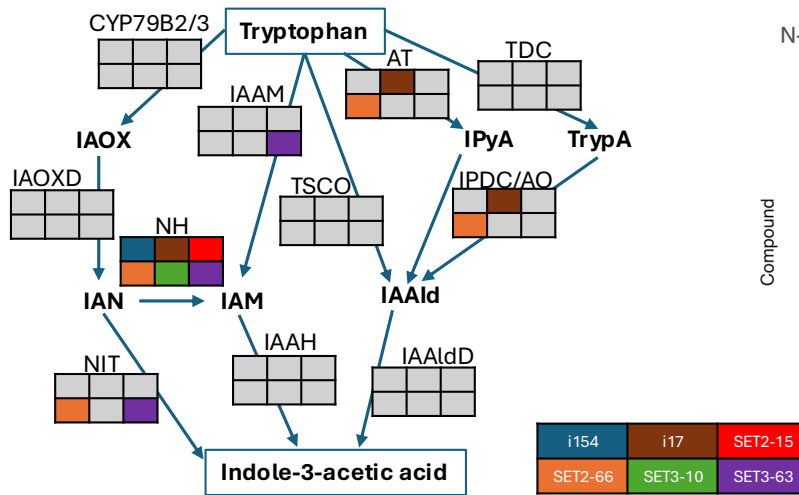 CYP79B2/3
Tryptophan
N-
AT
TDC
IAAM
IAOX
IPyA
TrypA
IAOXD
TSCO
IPDC/AO
NH
Compound
IAN
IAM
IAAld
NIT
IAAH
IAAldD
i154
i17
SET2-15
Indole-3-acetic acid
SET2-66
SET3-10
SET3-63